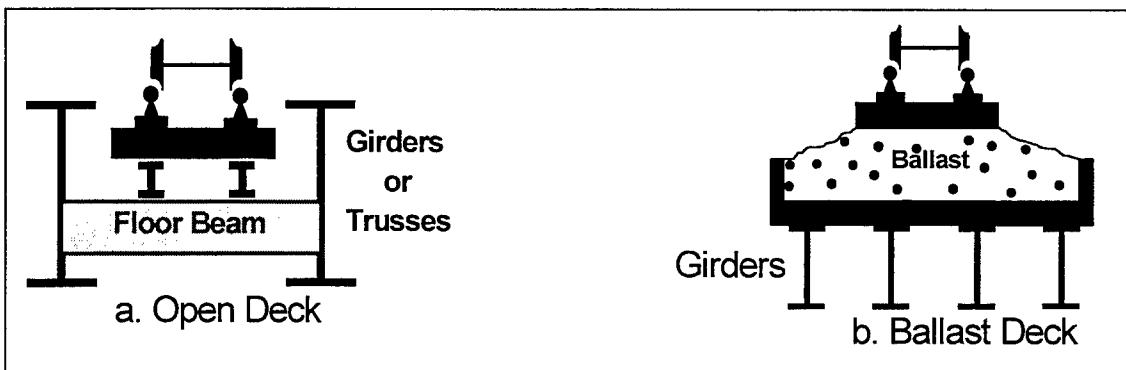 Girders
or
Trusses
Floor Beam
a. Open Deck
Ballast
Girders
b. Ballast Deck